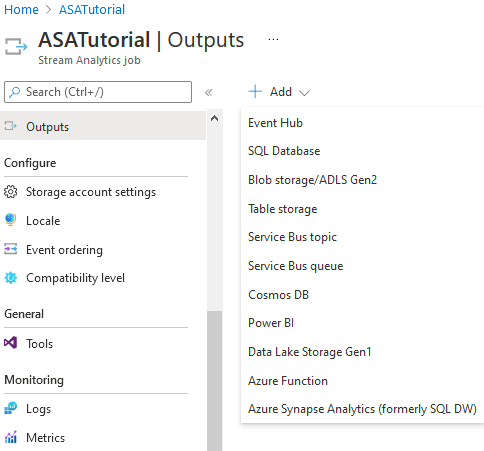 Home > ASATutorial
ASATutorial | Outputs ...
Stream Analytics job
Search (Ctrl+/) «
Outputs
Configure
Storage account settings
Locale
Event ordering
Compatibility level
General
Tools
Monitoring
Logs
Metrics
+ Add
Event Hub
SQL Database
Blob storage/ADLS Gen2
Table storage
Service Bus topic
Service Bus queue
Cosmos DB
Power BI
Data Lake Storage Gen1
Azure Function
Azure Synapse Analytics (formerly SQL DW)